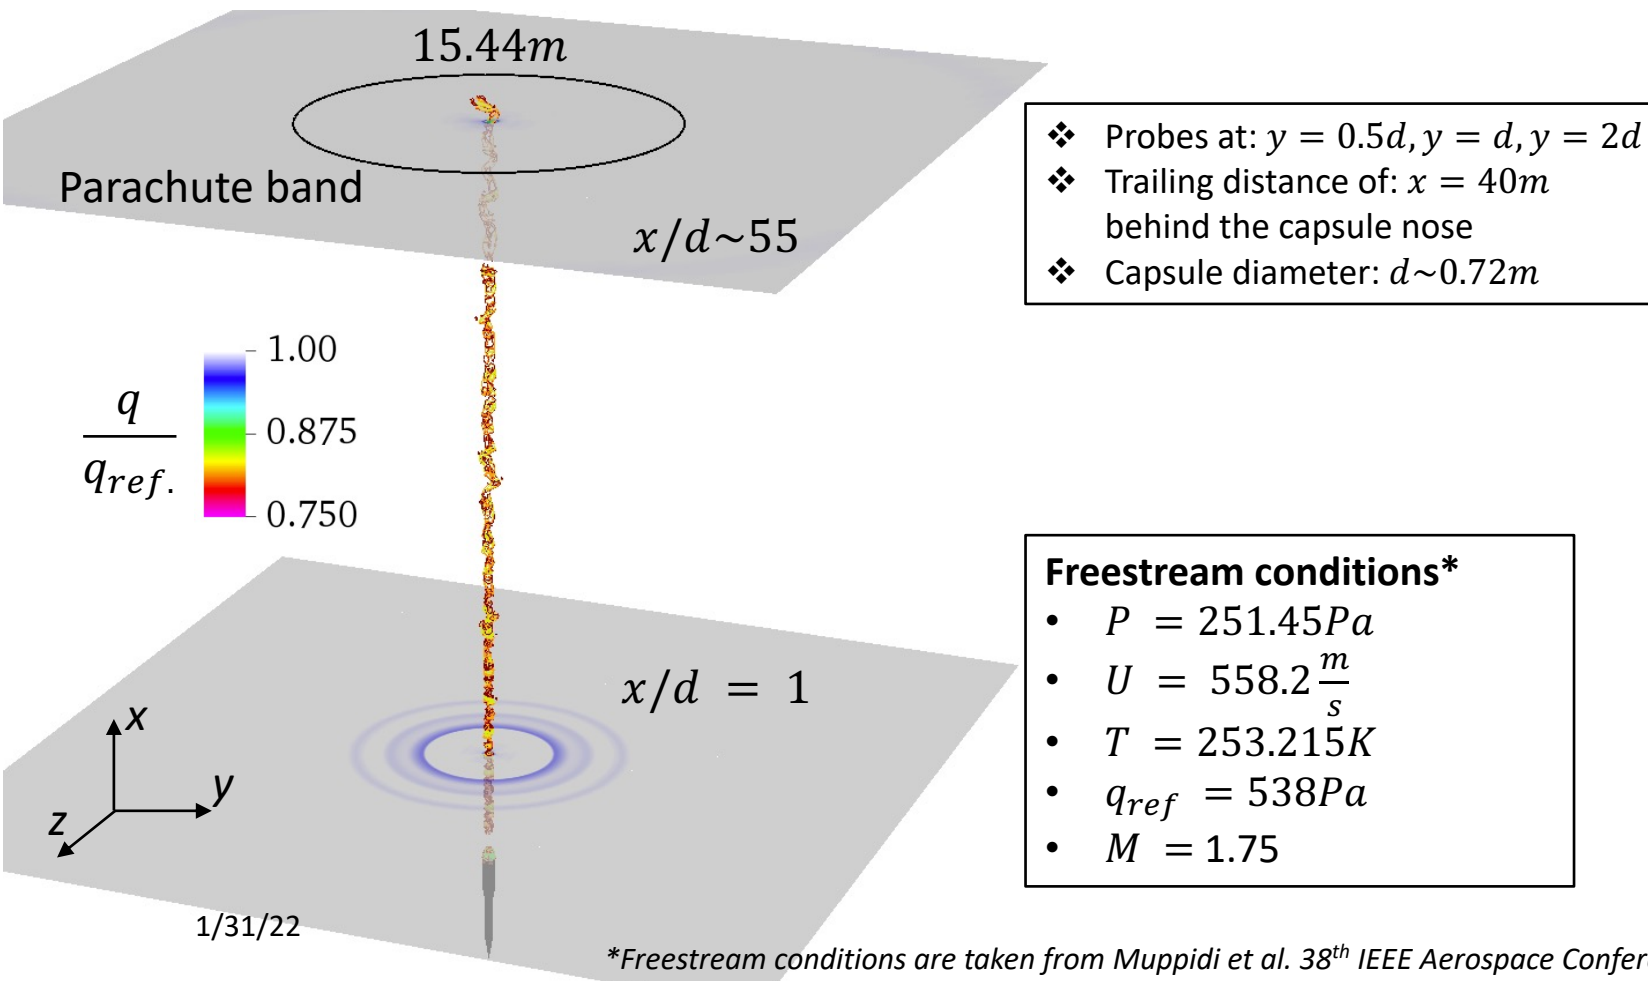 15.44m
Parachute band
x/d~55
❖ Probes at: y = 0.5d, y = d, y = 2d
❖ Trailing distance of: x = 40m
behind the capsule nose
❖ Capsule diameter: d~0.72m
q/q_ref.
1.00
0.875
0.750
x/d = 1
x
y
z
Freestream conditions*
• P = 251.45Pa
• U = 558.2 m/s
• T = 253.215K
• q_ref = 538Pa
• M = 1.75
1/31/22
*Freestream conditions are taken from Muppidi et al. 38th IEEE Aerospace